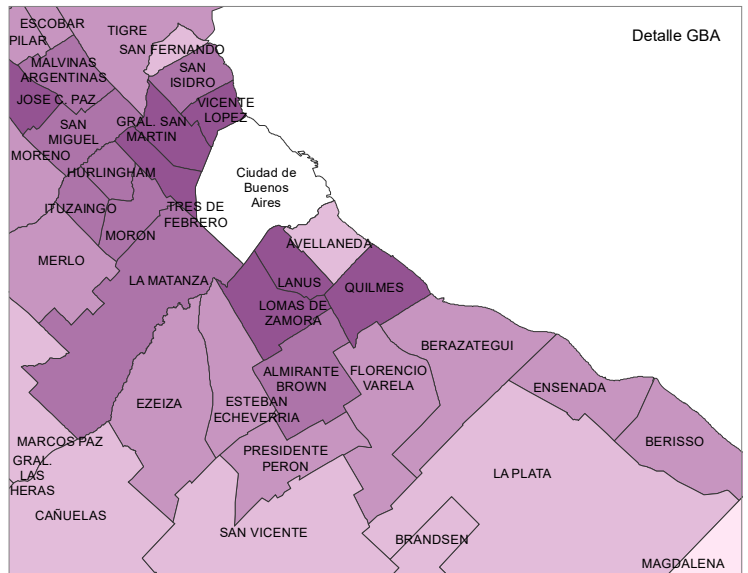 ESCOBAR
TIGRE
Detalle GBA
PILAR
SAN FERNANDO
MALVINAS
ARGENTINAS
SAN
ISIDRO
JOSE C. PAZ
VICENTE
LOPEZ
SAN
MIGUEL
GRAL. SAN
MARTIN
MORENO
HURLINGHAM
Ciudad de
Buenos
Aires
ITUZAINGO
TRES DE
FEBRERO
MORON
AVELLANEDA
MERLO
LA MATANZA
LANUS
QUILMES
LOMAS DE
ZAMORA
BERAZATEGUI
ALMIRANTE
BROWN
FLORENCIO
VARELA
ENSENADA
EZEIZA
ESTEBAN
ECHEVERRIA
MARCOS PAZ
BERISSO
PRESIDENTE
PERON
GRAL.
LAS
HERAS
LA PLATA
CAÑUELAS
SAN VICENTE
BRANDSEN
MAGDALENA